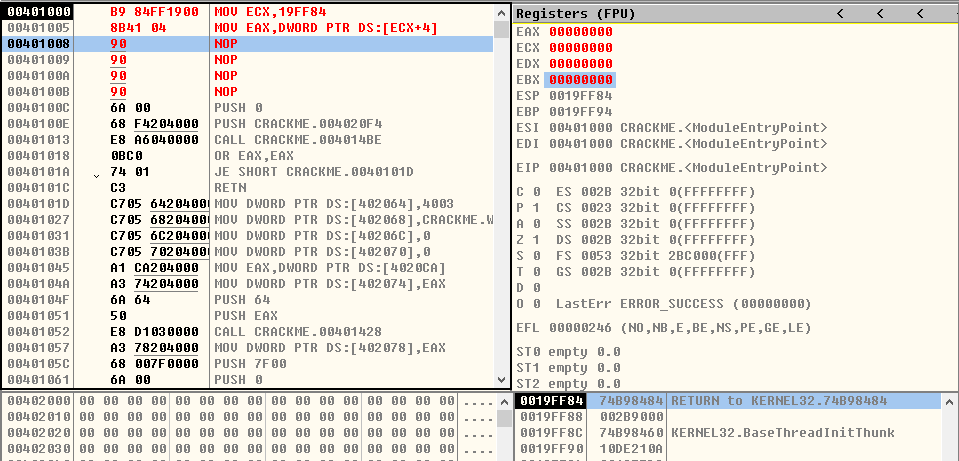 00401000 B9 84FF1900 MOV ECX,19FF84
00401005 8B41 04 MOV EAX,DWORD PTR DS:[ECX+4]
00401008 90 NOP
00401009 90 NOP
0040100A 90 NOP
0040100B 90 NOP
0040100C 6A 00 PUSH 0
0040100E 68 F4204000 PUSH CRACKME.004020F4
00401013 E8 A6040000 CALL CRACKME.004014BE
00401018 0BC0 OR EAX,EAX
0040101A 74 01 JE SHORT CRACKME.0040101D
0040101C C3 RETN
0040101D C705 64204000 MOV DWORD PTR DS:[402064],4003
00401027 C705 68204000 MOV DWORD PTR DS:[402068],CRACKME.W
00401031 C705 6C204000 MOV DWORD PTR DS:[40206C],0
0040103B C705 70204000 MOV DWORD PTR DS:[402070],0
00401045 A1 CA204000 MOV EAX,DWORD PTR DS:[4020CA]
0040104A A3 74204000 MOV DWORD PTR DS:[402074],EAX
0040104F 6A 64 PUSH 64
00401051 50 PUSH EAX
00401052 E8 D1030000 CALL CRACKME.00401428
00401057 A3 78204000 MOV DWORD PTR DS:[402078],EAX
0040105C 68 007F0000 PUSH 7F00
00401061 6A 00 PUSH 0
Registers (FPU) < < <
EAX 00000000
ECX 00000000
EDX 00000000
EBX 00000000
ESP 0019FF84
EBP 0019FF94
ESI 00401000 CRACKME.<ModuleEntryPoint>
EDI 00401000 CRACKME.<ModuleEntryPoint>
EIP 00401000 CRACKME.<ModuleEntryPoint>
C 0 ES 002B 32bit 0(FFFFFFFF)
P 1 CS 0023 32bit 0(FFFFFFFF)
A 0 SS 002B 32bit 0(FFFFFFFF)
Z 1 DS 002B 32bit 0(FFFFFFFF)
S 0 FS 0053 32bit 2BC000(FFF)
T 0 GS 002B 32bit 0(FFFFFFFF)
D 0
O 0 LastErr ERROR_SUCCESS (00000000)
EFL 00000246 (NO,NB,E,BE,NS,PE,GE,LE)
ST0 empty 0.0
ST1 empty 0.0
ST2 empty 0.0
00402000 00 00 00 00 00 00 00 00 00 00 00 00 00 00 00 00 ....
00402010 00 00 00 00 00 00 00 00 00 00 00 00 00 00 00 00 ....
00402020 00 00 00 00 00 00 00 00 00 00 00 00 00 00 00 00 ....
00402030 00 00 00 00 00 00 00 00 00 00 00 00 00 00 00 00 ....
0019FF84 74B98484 RETURN to KERNEL32.74B98484
0019FF88 002B9000
0019FF8C 74B98460 KERNEL32.BaseThreadInitThunk
0019FF90 10DE210A